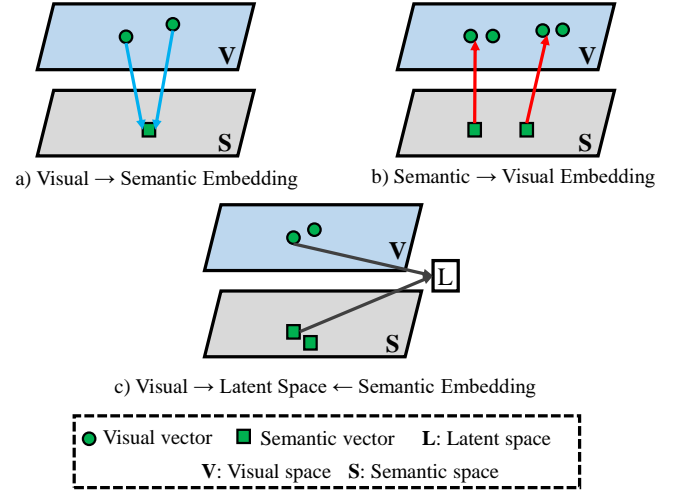 V
V
S
S
a) Visual → Semantic Embedding
b) Semantic → Visual Embedding
V
L
S
c) Visual → Latent Space ← Semantic Embedding
Visual vector Semantic vector L: Latent space
V: Visual space S: Semantic space